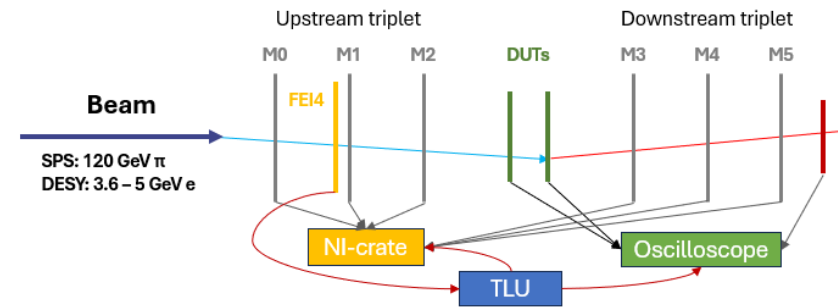 Upstream triplet
Downstream triplet
M0
M1
M2
DUTs
M3
M4
M5
FEI4
Beam
SPS: 120 GeV π
DESY: 3.6 – 5 GeV e
NI-crate
Oscilloscope
TLU